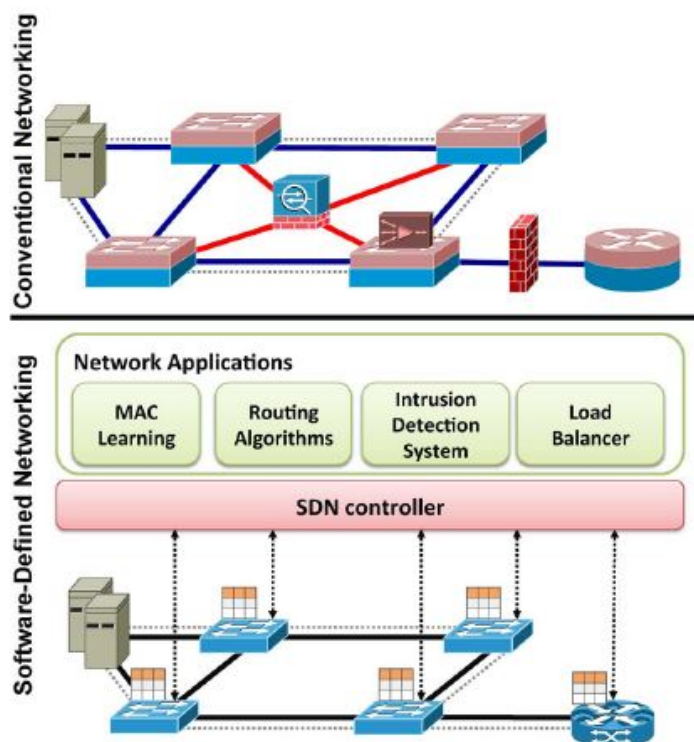 Conventional Networking
Software-Defined Networking
Network Applications
MAC
Learning
Routing
Algorithms
Intrusion
Detection
System
Load
Balancer
SDN controller